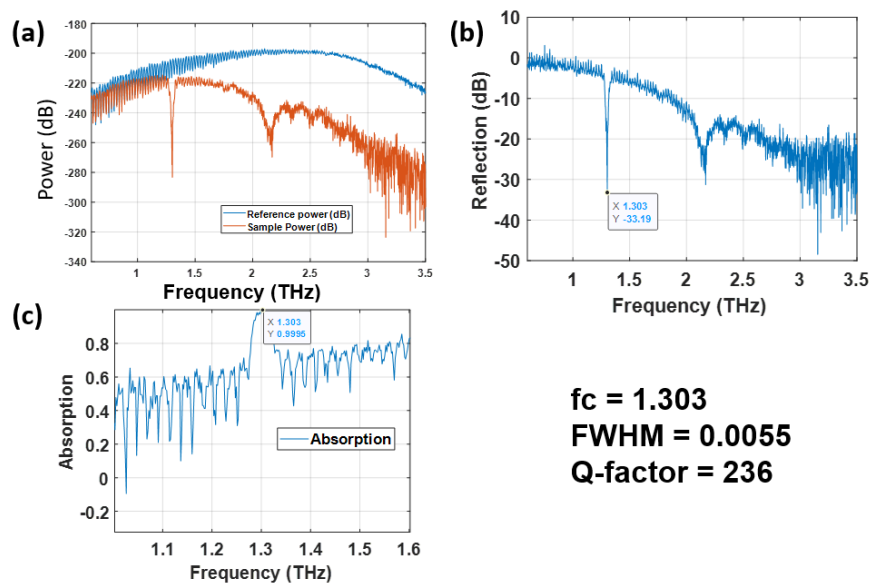 (a)
-180
-200
-220
-240
-260
-280
-300
-320
-340
Power (dB)
Reference power (dB)
Sample Power (dB)
1
1.5
2
2.5
3
3.5
Frequency (THz)
(b)
10
0
-10
-20
-30
-40
-50
Reflection (dB)
X 1.303
Y -33.19
1
1.5
2
2.5
3
3.5
Frequency (THz)
(c)
0.8
0.6
0.4
0.2
0
-0.2
Absorption
X 1.303
Y 0.9995
Absorption
1.1
1.2
1.3
1.4
1.5
1.6
Frequency (THz)
fc = 1.303
FWHM = 0.0055
Q-factor = 236